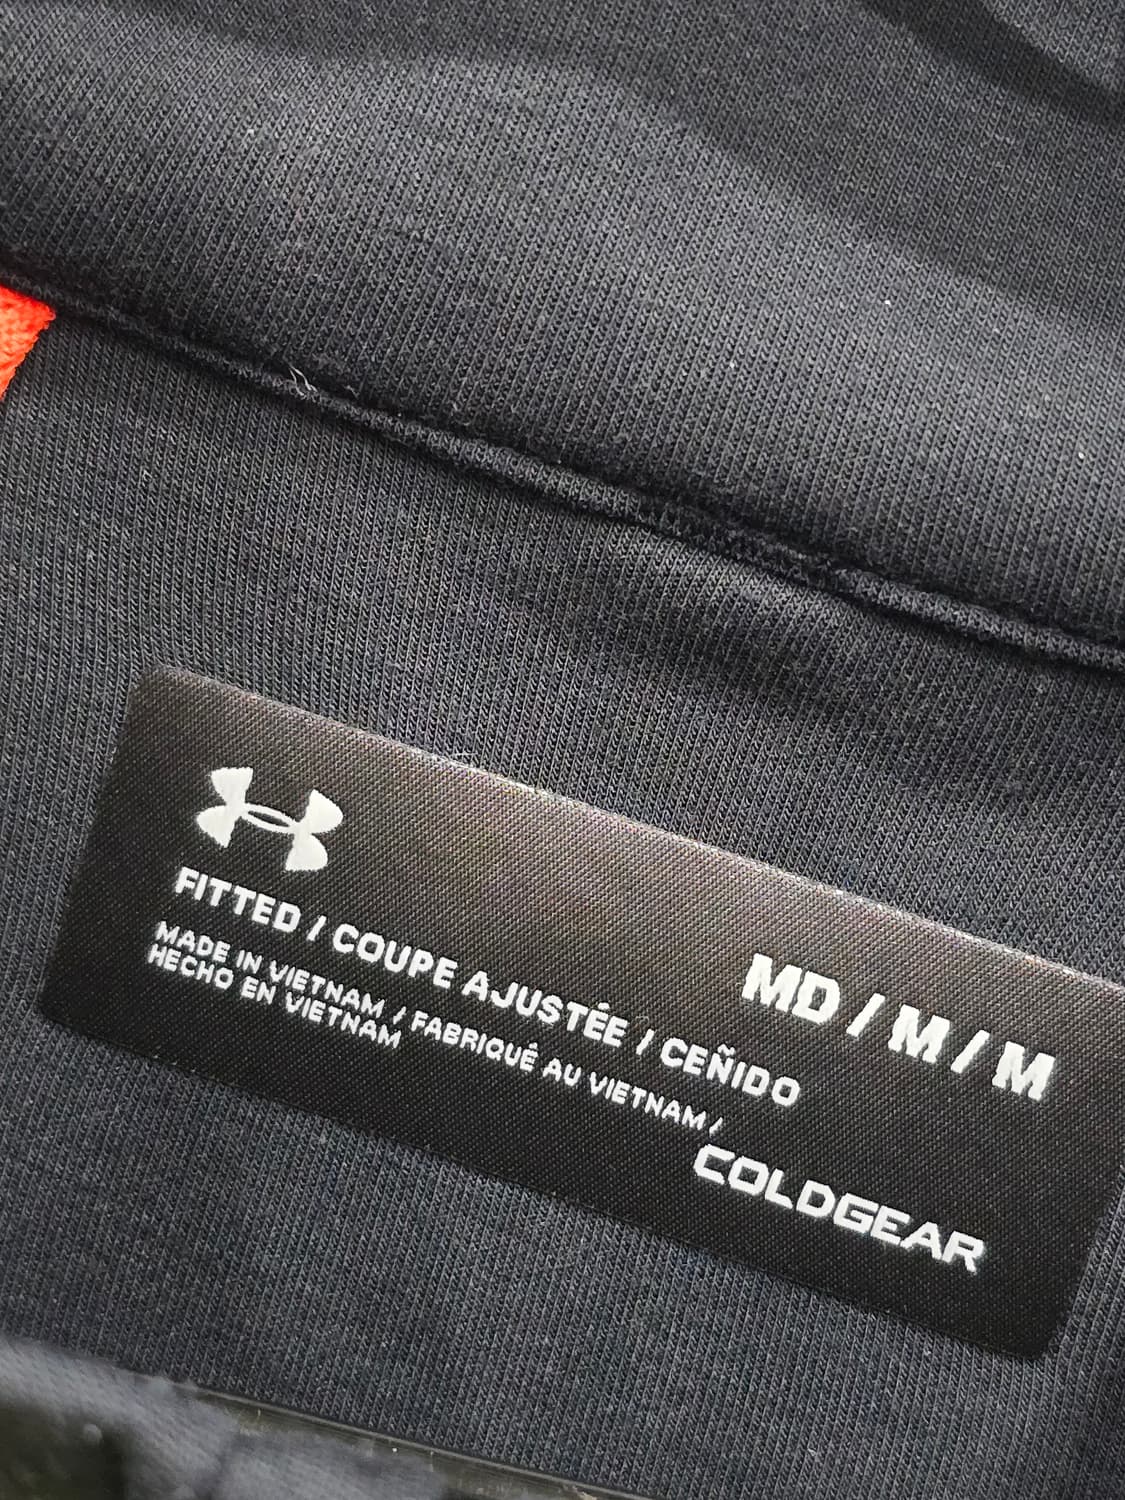 FITTED / COUPE AJUSTÉE / CEÑIDO
MADE IN VIETNAM / FABRIQUÉ AU VIETNAM /
HECHO EN VIETNAM
MD / M / M
COLDGEAR